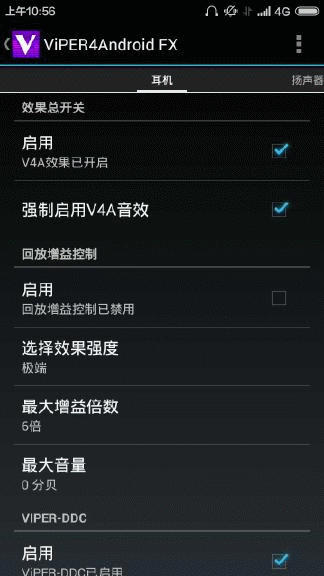 上午10:56
4G
ViPER4Android FX
耳机
扬声器
效果总开关
启用
V4A效果已开启
强制启用V4A音效
回放增益控制
启用
回放增益控制已禁用
选择效果强度
极端
最大增益倍数
6倍
最大音量
0 分贝
VIPER-DDC
启用
ViPER-DDC已启用